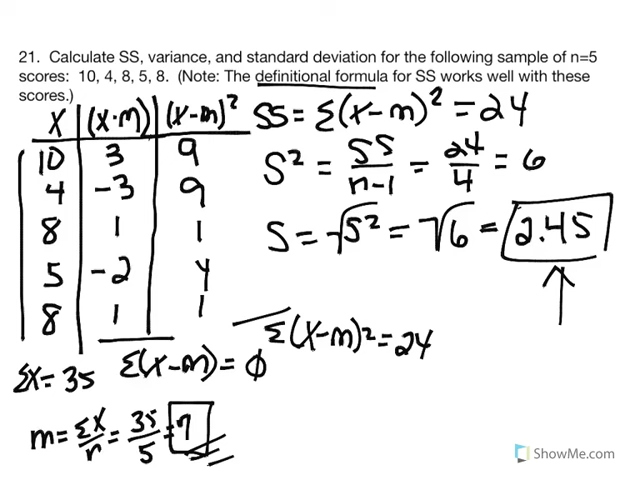 21. Calculate SS, variance, and standard deviation for the following sample of n=5
scores: 10, 4, 8, 5, 8. (Note: The definitional formula for SS works well with these
scores.)
X | (X-m) | (X-m)²
10 | 3 | 9
4 | -3 | 9
8 | 1 | 1
5 | -2 | 4
8 | 1 | 1
ΣX=35 Σ(X-m)=φ Σ(X-m)²=24
m=ΣX/n=35/5=7
SS=Σ(X-m)²=24
S²=SS/n-1=24/4=6
S=√S²=√6=2.45
ShowMe.com